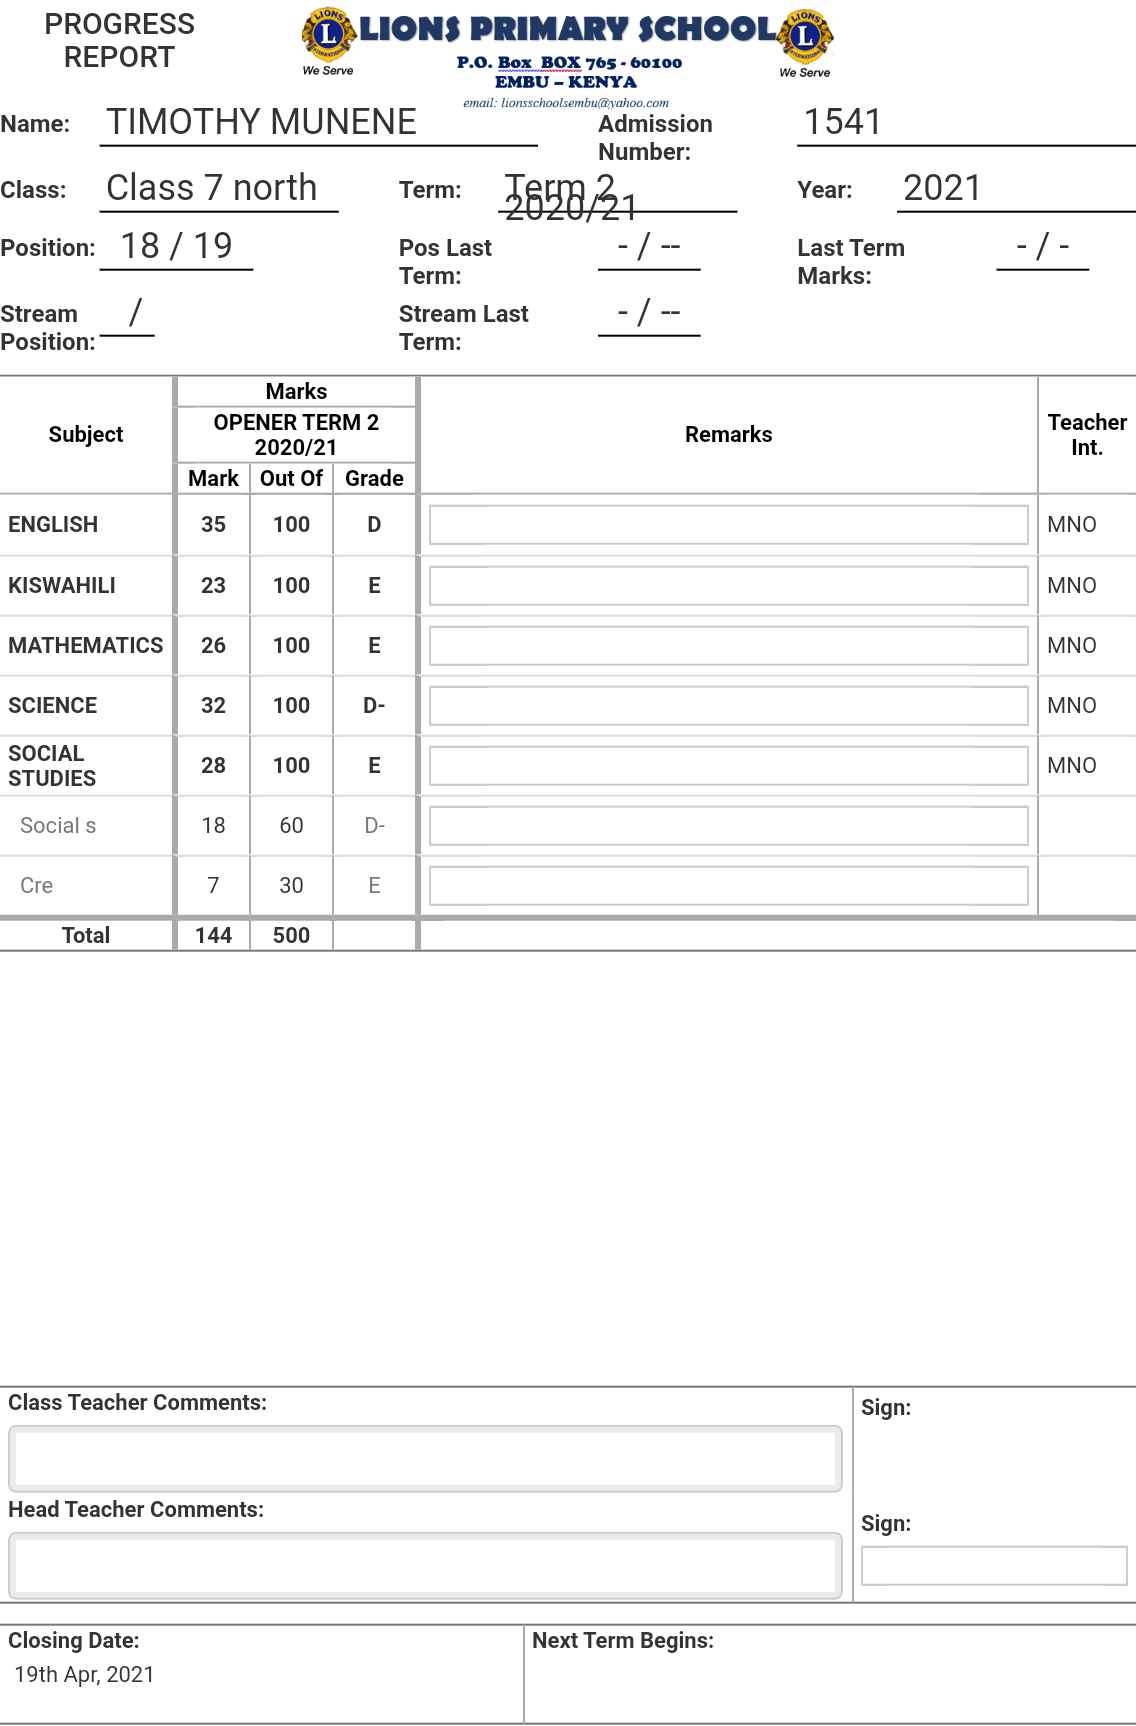 PROGRESS
REPORT
LIONS PRIMARY SCHOOL
We Serve
We Serve
P.O. Box BOX 765 - 60100
EMBU – KENYA
email: lionsschoolsembu@yahoo.com
Name: TIMOTHY MUNENE Admission Number: 1541
Class: Class 7 north Term: Term 2 2020/21 Year: 2021
Position: 18 / 19 Pos Last Term: - / -- Last Term Marks: - / -
Stream Position: / Stream Last Term: - / --
Subject Marks Remarks Teacher Int.
OPENER TERM 2 2020/21
Mark Out Of Grade
ENGLISH 35 100 D MNO
KISWAHILI 23 100 E MNO
MATHEMATICS 26 100 E MNO
SCIENCE 32 100 D- MNO
SOCIAL STUDIES 28 100 E MNO
Social s 18 60 D-
Cre 7 30 E
Total 144 500
Class Teacher Comments: Sign:
Head Teacher Comments: Sign:
Closing Date: Next Term Begins:
19th Apr, 2021